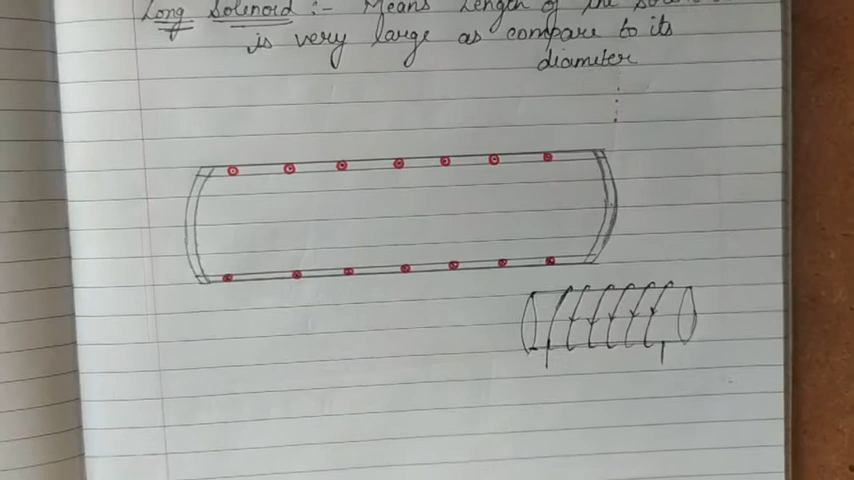 Long Solenoid :- Means Length of the
is very large as compare to its
diameter